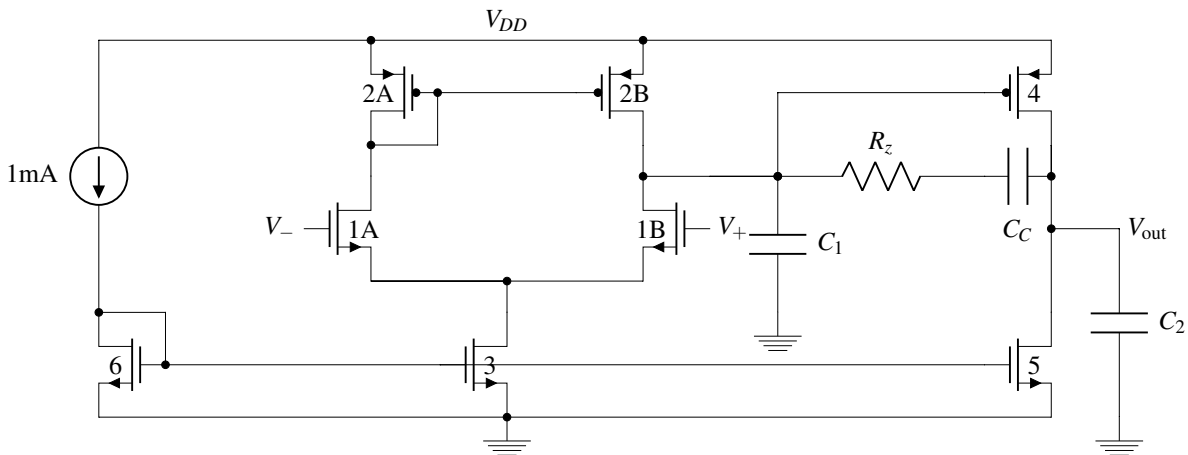 V_DD
2A 2B 4
1mA R_z
V_− 1A 1B V_+ C_1 C_C V_out
6 3 5 C_2